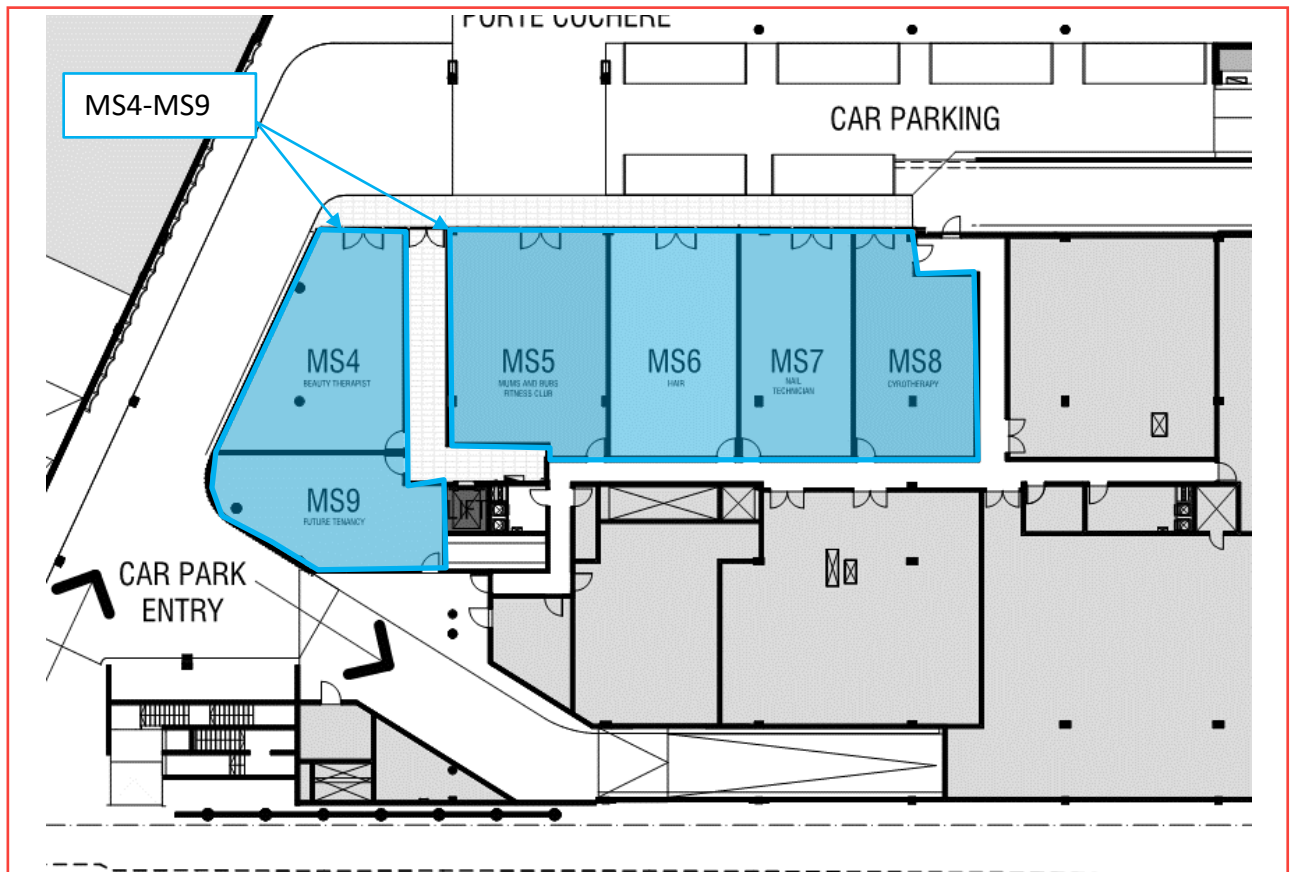 PORTE COCHERE
MS4-MS9
CAR PARKING
MS4
BEAUTY THERAPIST
MS5
MUMS AND BUBS
FITNESS CLUB
MS6
HAIR
MS7
NAIL
TECHNICIAN
MS8
CYROTHERAPY
MS9
FUTURE TENANCY
LIFT
CAR PARK
ENTRY